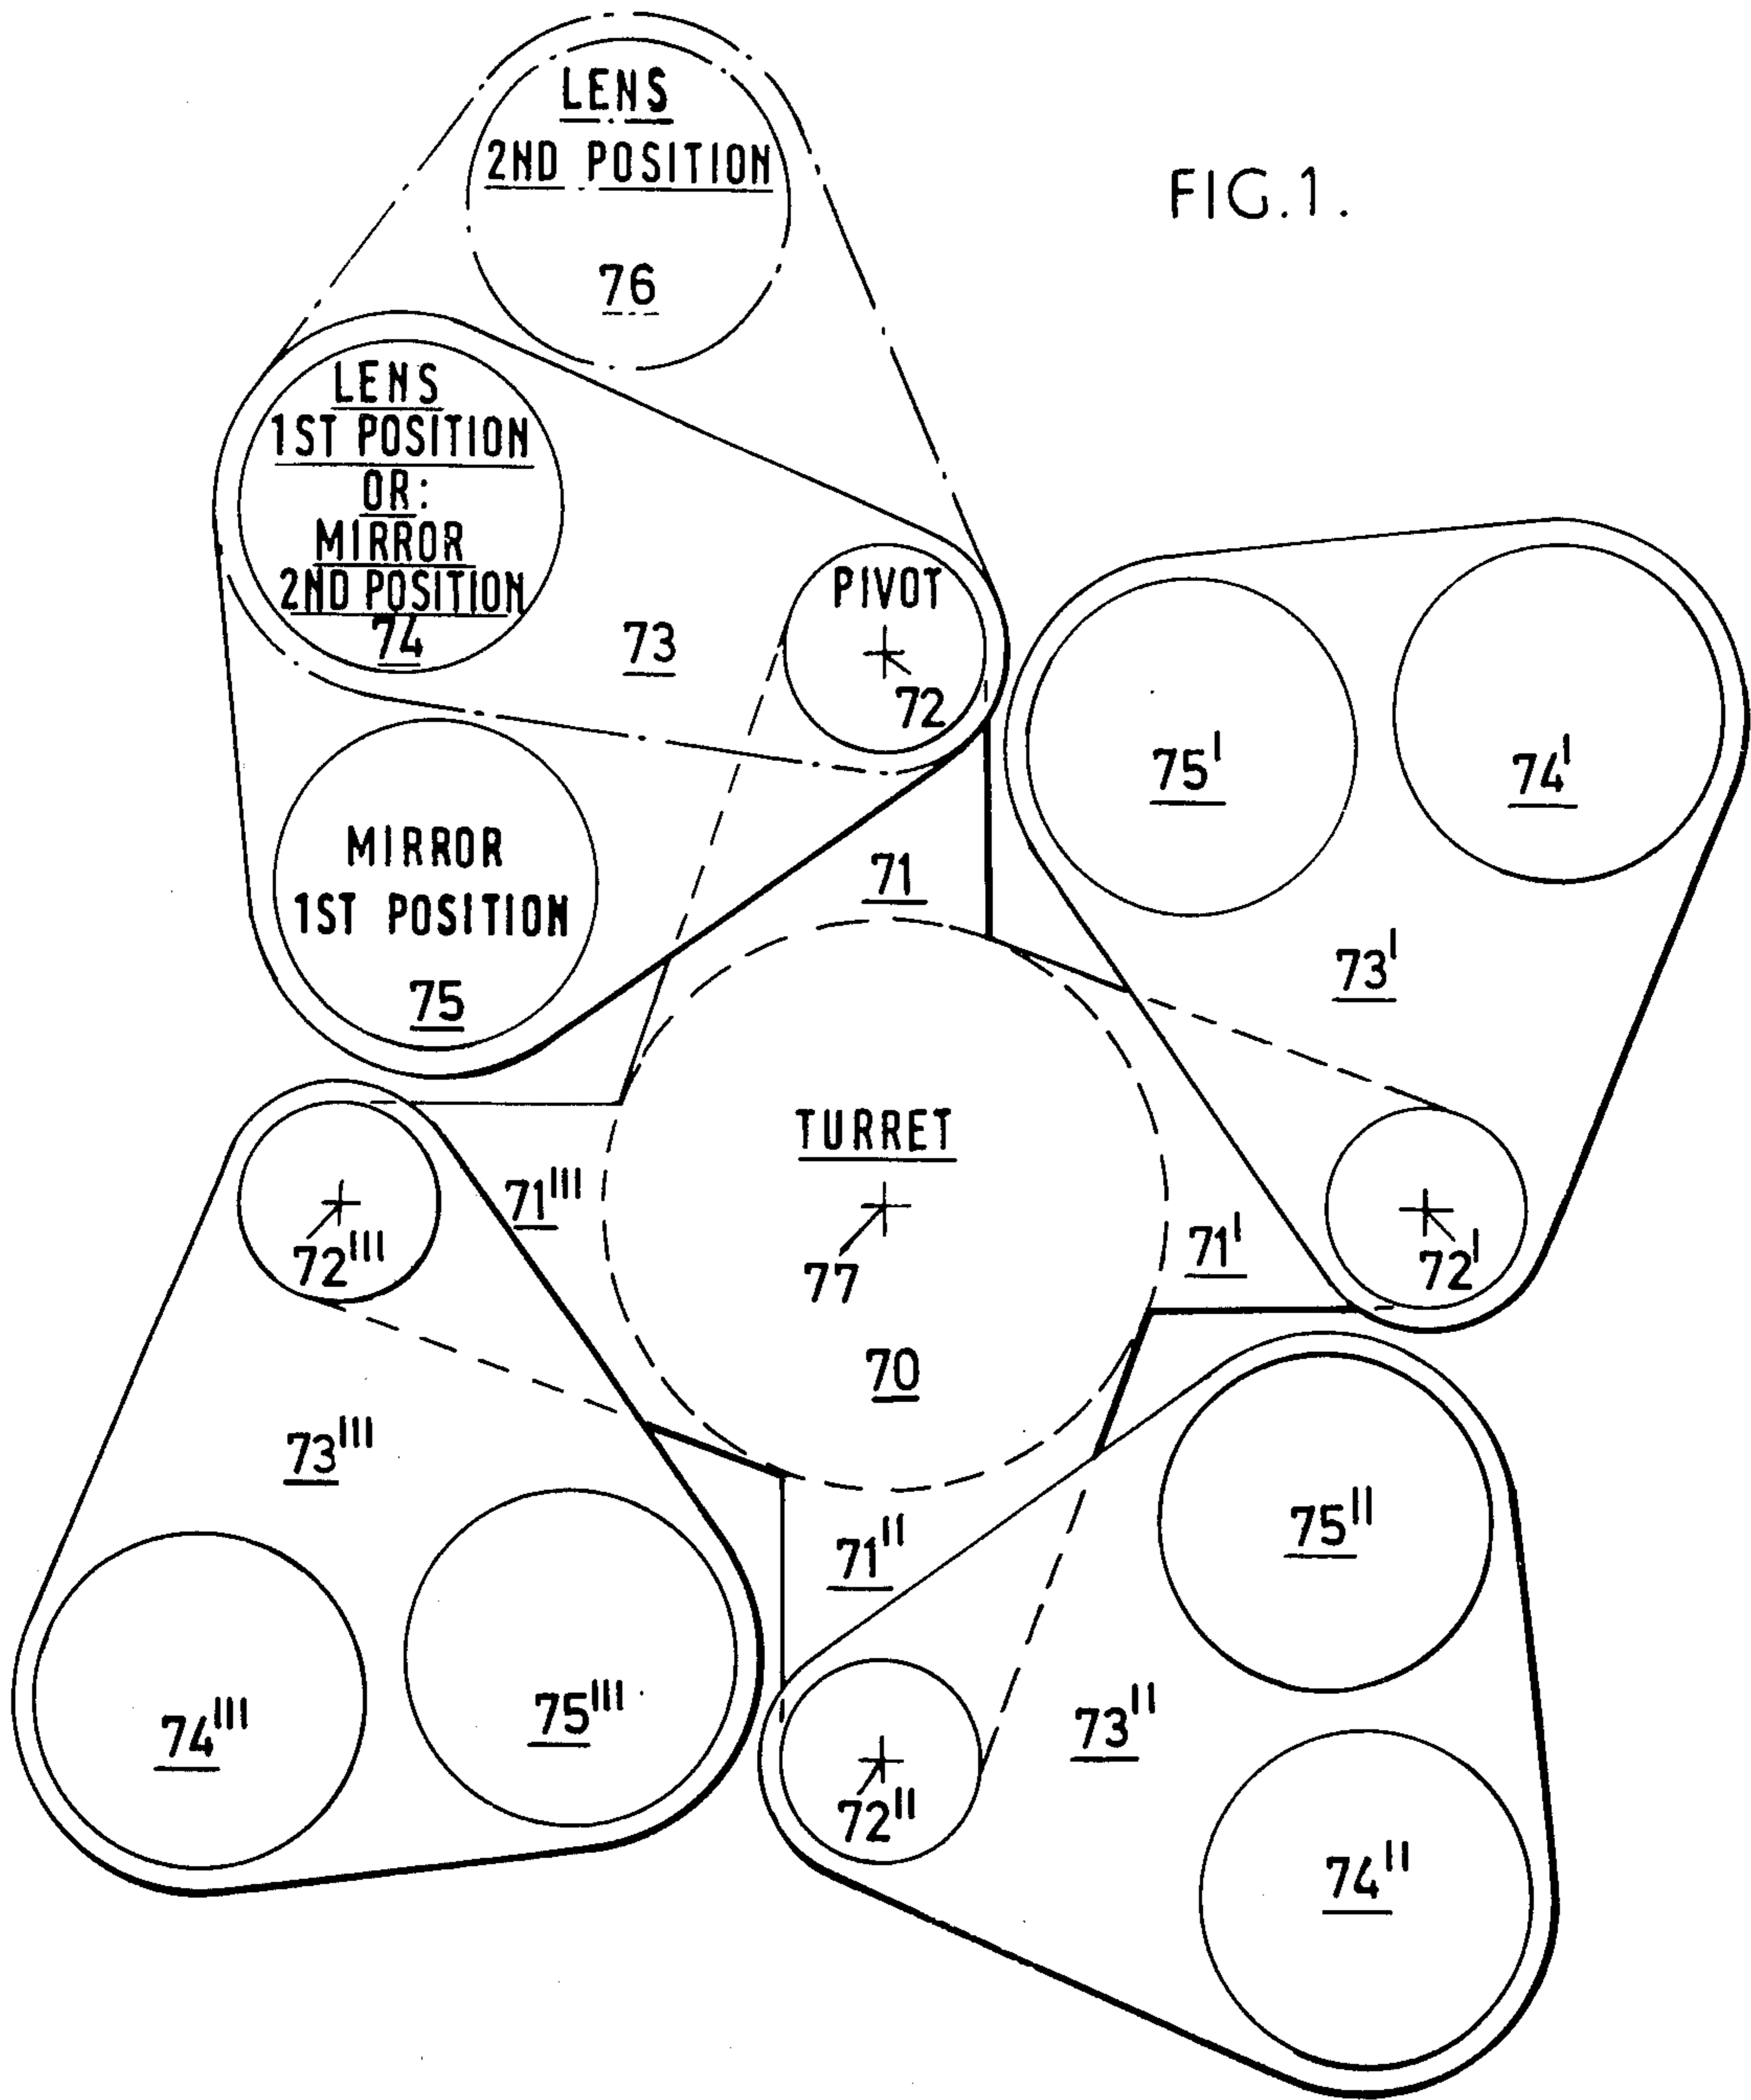 LENS
2ND POSITION
76
FIG.1.
LENS
1ST POSITION
OR:
MIRROR
2ND POSITION
74
73
PIVOT
72
75ᴵ
74ᴵ
MIRROR
1ST POSITION
75
71
73ᴵ
TURRET
77
70
71ᴵ
72ᴵ
71ᴵᴵᴵ
72ᴵᴵᴵ
73ᴵᴵᴵ
74ᴵᴵᴵ
75ᴵᴵᴵ
71ᴵᴵ
75ᴵᴵ
73ᴵᴵ
72ᴵᴵ
74ᴵᴵ